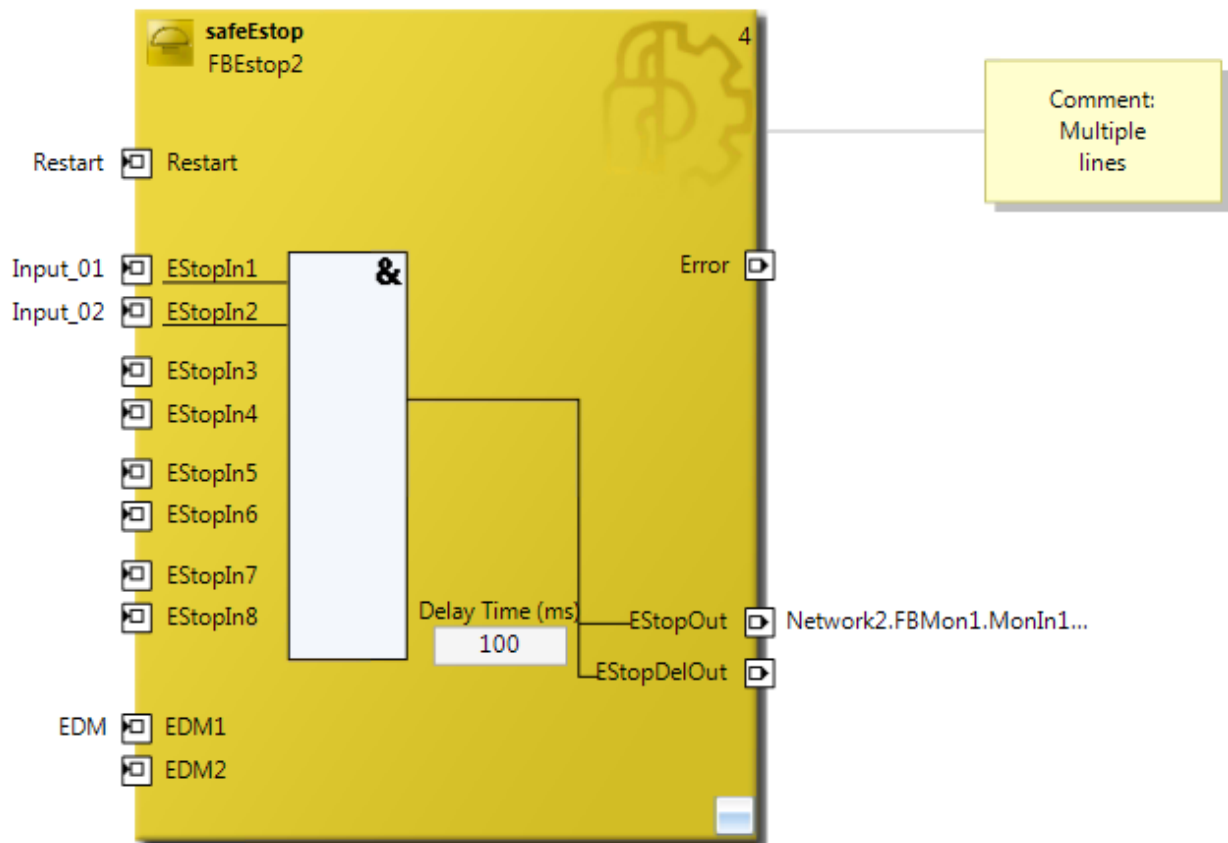 safeEstop
4
FBEstop2
Comment:
Multiple
lines
Restart
Restart
Input_01
EStopIn1
&
Error
Input_02
EStopIn2
EStopIn3
EStopIn4
EStopIn5
EStopIn6
EStopIn7
EStopIn8
Delay Time (ms)
100
EStopOut
Network2.FBMon1.MonIn1...
EStopDelOut
EDM
EDM1
EDM2